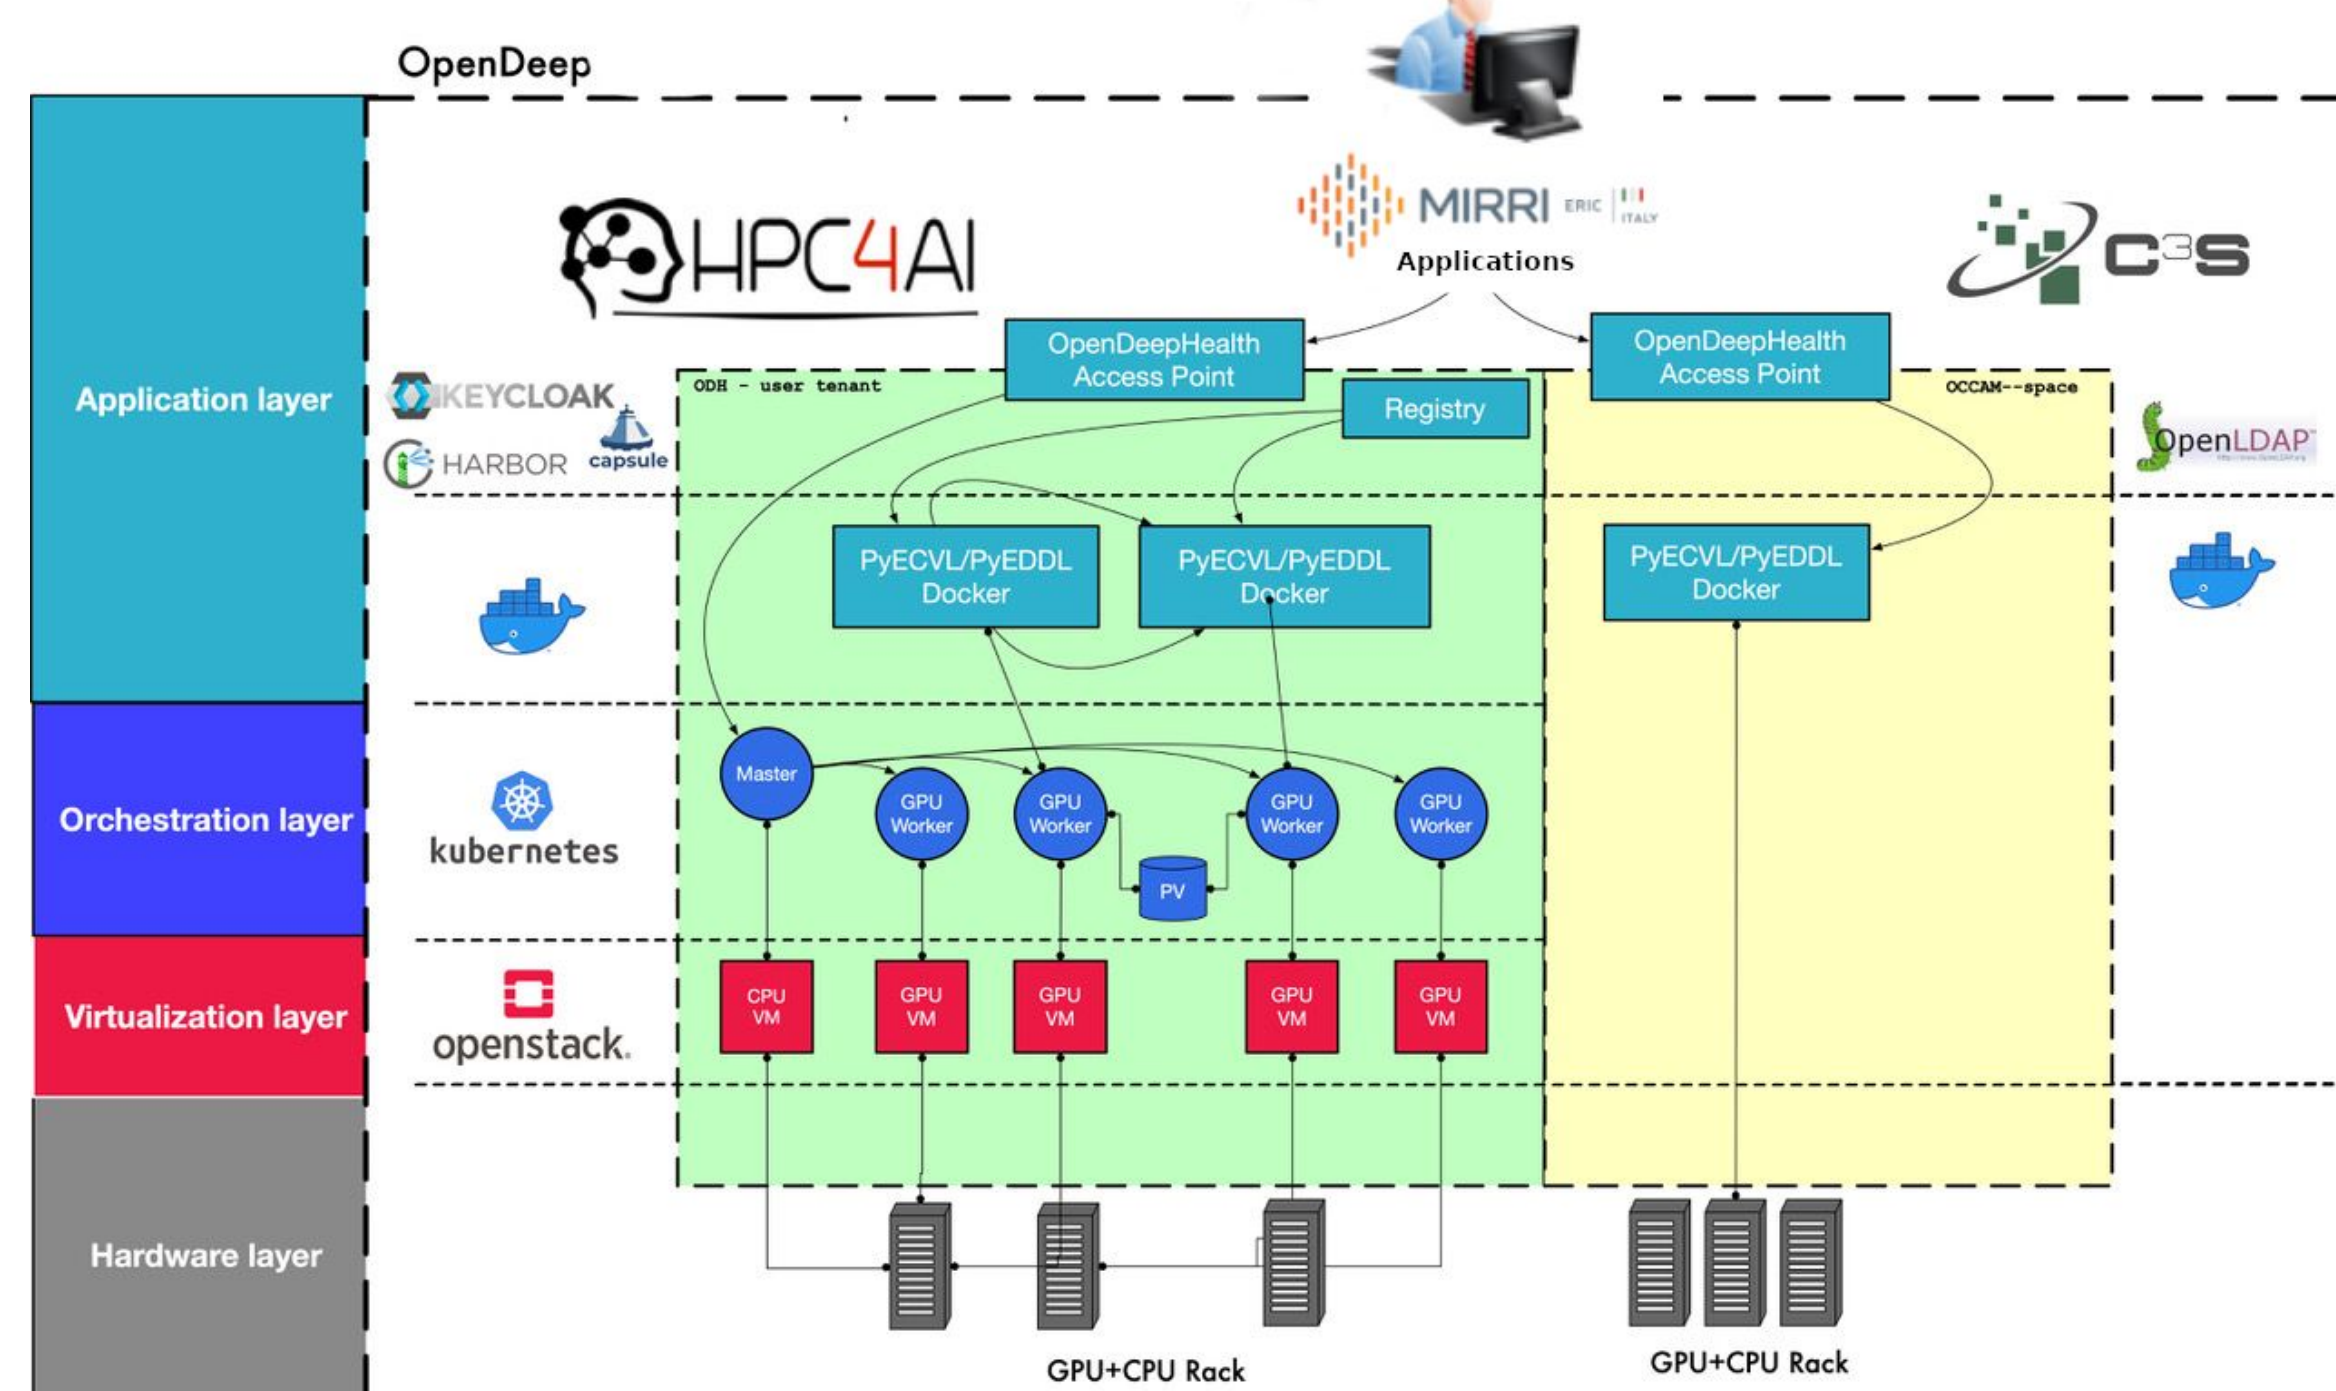 OpenDeep
HPC4AI
MIRRI ERIC ITALY
Applications
C3S
Application layer
KEYCLOAK
HARBOR
capsule
ODH - user tenant
OpenDeepHealth
Access Point
Registry
OpenDeepHealth
Access Point
OCCAM--space
OpenLDAP
PyECVL/PyEDDL
Docker
PyECVL/PyEDDL
Docker
PyECVL/PyEDDL
Docker
Orchestration layer
kubernetes
Master
GPU
Worker
GPU
Worker
GPU
Worker
GPU
Worker
PV
Virtualization layer
openstack.
CPU
VM
GPU
VM
GPU
VM
GPU
VM
GPU
VM
Hardware layer
GPU+CPU Rack
GPU+CPU Rack